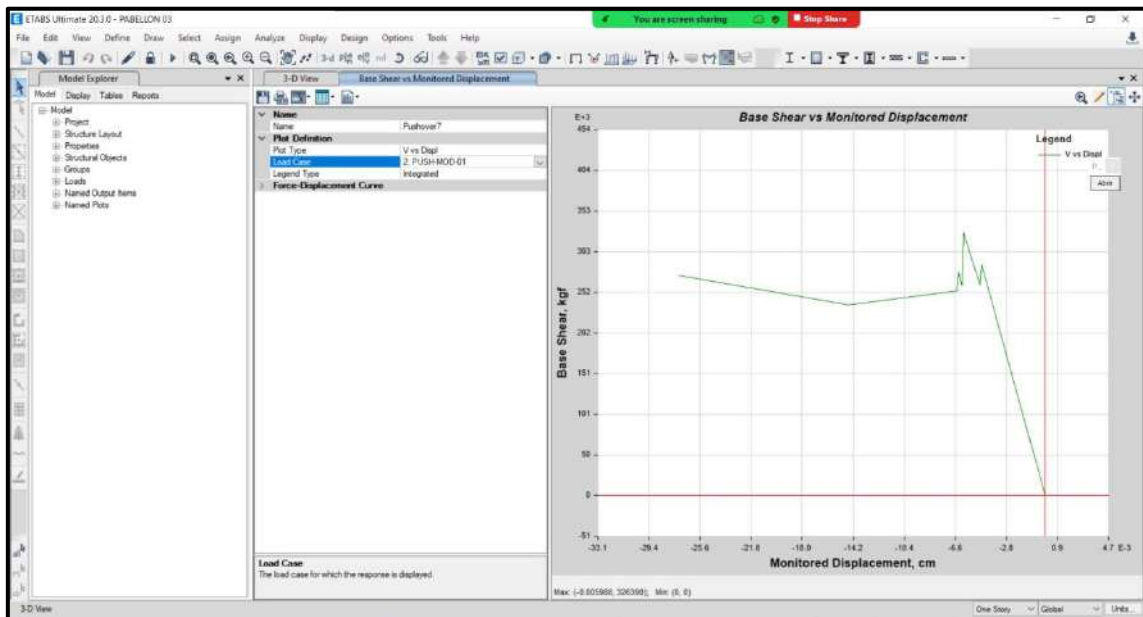 ETABS Ultimate 20.3.0 - PABELLON 03
You are screen sharing
Stop Share
File Edit View Define Draw Select Assign Analyze Display Design Options Tools Help
Model Explorer
3-D View
Base Shear vs Monitored Displacement
Model Display Tables Reports
Model
Project
Structure Layout
Properties
Structural Objects
Groups
Loads
Named Output Items
Named Plots
Name
Name Pushover7
Plot Definition
Plot Type V vs Displ
Load Case 2. PUSH-MOD-01
Legend Type Integrated
Force-Displacement Curve
Load Case
The load case for which the response is displayed.
Base Shear vs Monitored Displacement
E+3
Legend
V vs Displ
Abrir
454
404
353
303
252
202
151
101
50
0
-51
Base Shear, kgf
-33.1 -29.4 -25.6 -21.8 -18.0 -14.2 -10.4 -6.6 -2.8 0.9 4.7 E-3
Monitored Displacement, cm
Max: (-0.005988, 326390); Min: (0, 0)
3-D View
One Story
Global
Units...